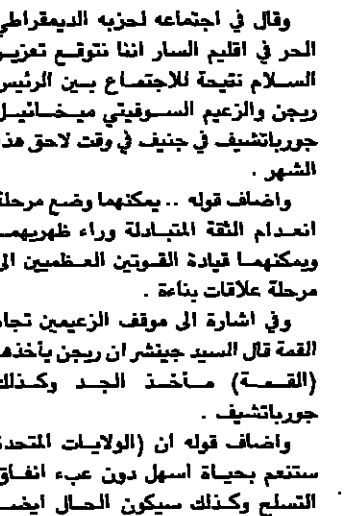 وقال في اجتماعه لحزبه الديمقراطي
الحر في اقليم السار اننا نتوقع تعزيز
السلام نتيجة للاجتماع بين الرئيس
ريجن والزعيم السوفيتي ميخائيل
جورباتشيف في جنيف في وقت لاحق هذا
الشهر .
واضاف قوله .. يمكنهما وضع مرحلة
انعدام الثقة المتبادلة وراء ظهريهما
ويمكنهما قيادة القوتين العظميين الى
مرحلة علاقات بناءة .
وفي اشارة الى موقف الزعيمين تجاه
القمة قال السيد جينشر ان ريجن يأخذها
(القمة) مأخذ الجد وكذلك
جورباتشيف .
واضاف قوله ان (الولايات المتحدة
ستنعم بحياة اسهل دون عبء انفاق
التسلح وكذلك سيكون الحال ايضا